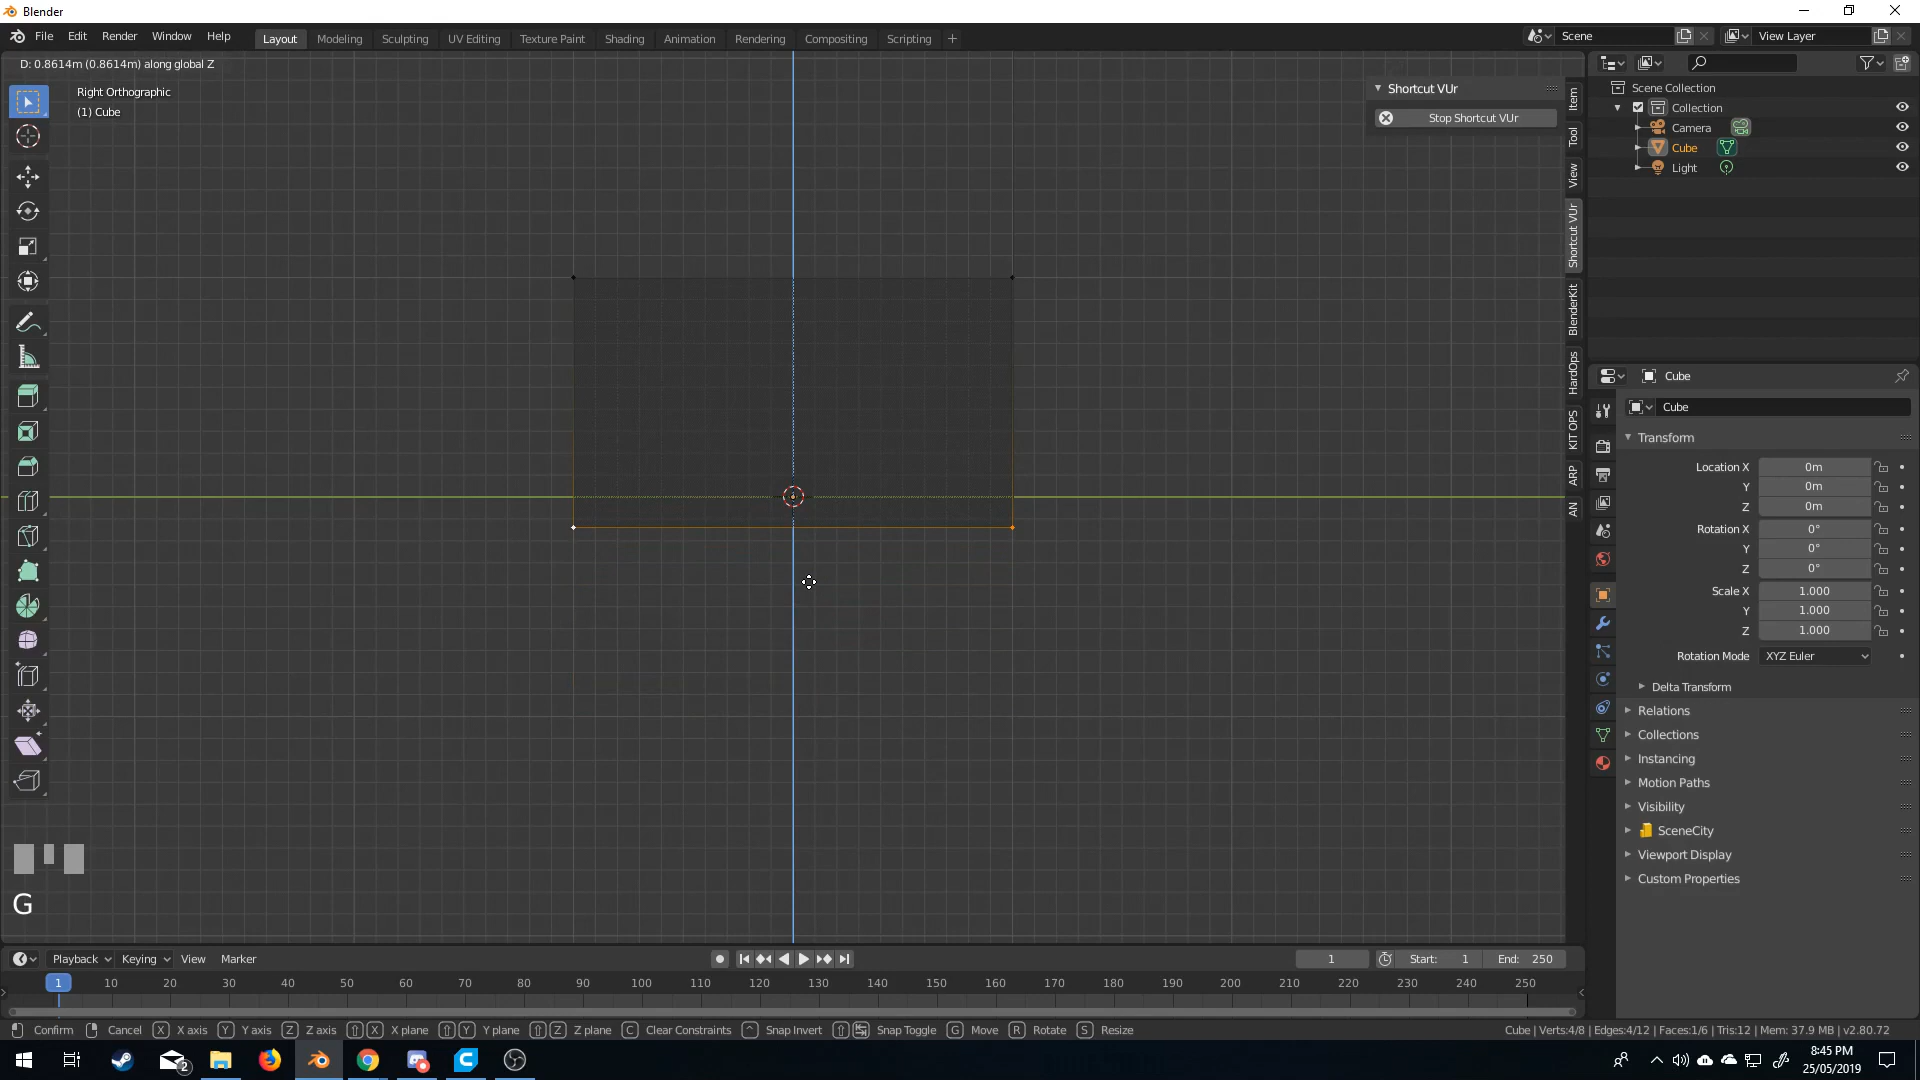 Blender
File Edit Render Window Help
Layout Modeling Sculpting UV Editing Texture Paint Shading Animation Rendering Compositing Scripting
Scene
View Layer
D: 0.8614m (0.8614m) along global Z
Right Orthographic
(1) Cube
Shortcut VUr
Stop Shortcut VUr
Item
Tool
View
Shortcut VUr
BlenderKit
HardOps
KIT OPS
ARP
AN
Scene Collection
Collection
Camera
Cube
Light
Cube
Cube
Transform
Location X 0m
Y 0m
Z 0m
Rotation X 0°
Y 0°
Z 0°
Scale X 1.000
Y 1.000
Z 1.000
Rotation Mode XYZ Euler
Delta Transform
Relations
Collections
Instancing
Motion Paths
Visibility
SceneCity
Viewport Display
Custom Properties
G
Playback Keying View Marker
1 Start: 1 End: 250
1 10 20 30 40 50 60 70 80 90 100 110 120 130 140 150 160 170 180 190 200 210 220 230 240 250
Confirm Cancel X X axis Y Y axis Z Z axis X X plane Y Y plane Z Z plane C Clear Constraints Snap Invert Snap Toggle G Move R Rotate S Resize
Cube | Verts:4/8 | Edges:4/12 | Faces:1/6 | Tris:12 | Mem: 37.9 MB | v2.80.72
2
8:45 PM
25/05/2019